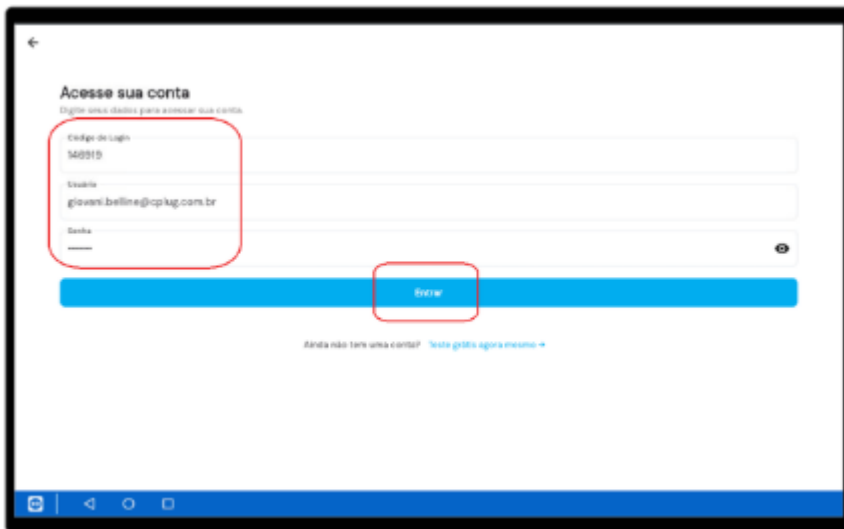 Acesse sua conta
Digite seus dados para acessar sua conta.
Código de Login
146919
Usuário
giovani.belline@cplug.com.br
Senha
Entrar
Ainda não tem uma conta? Teste grátis agora mesmo →